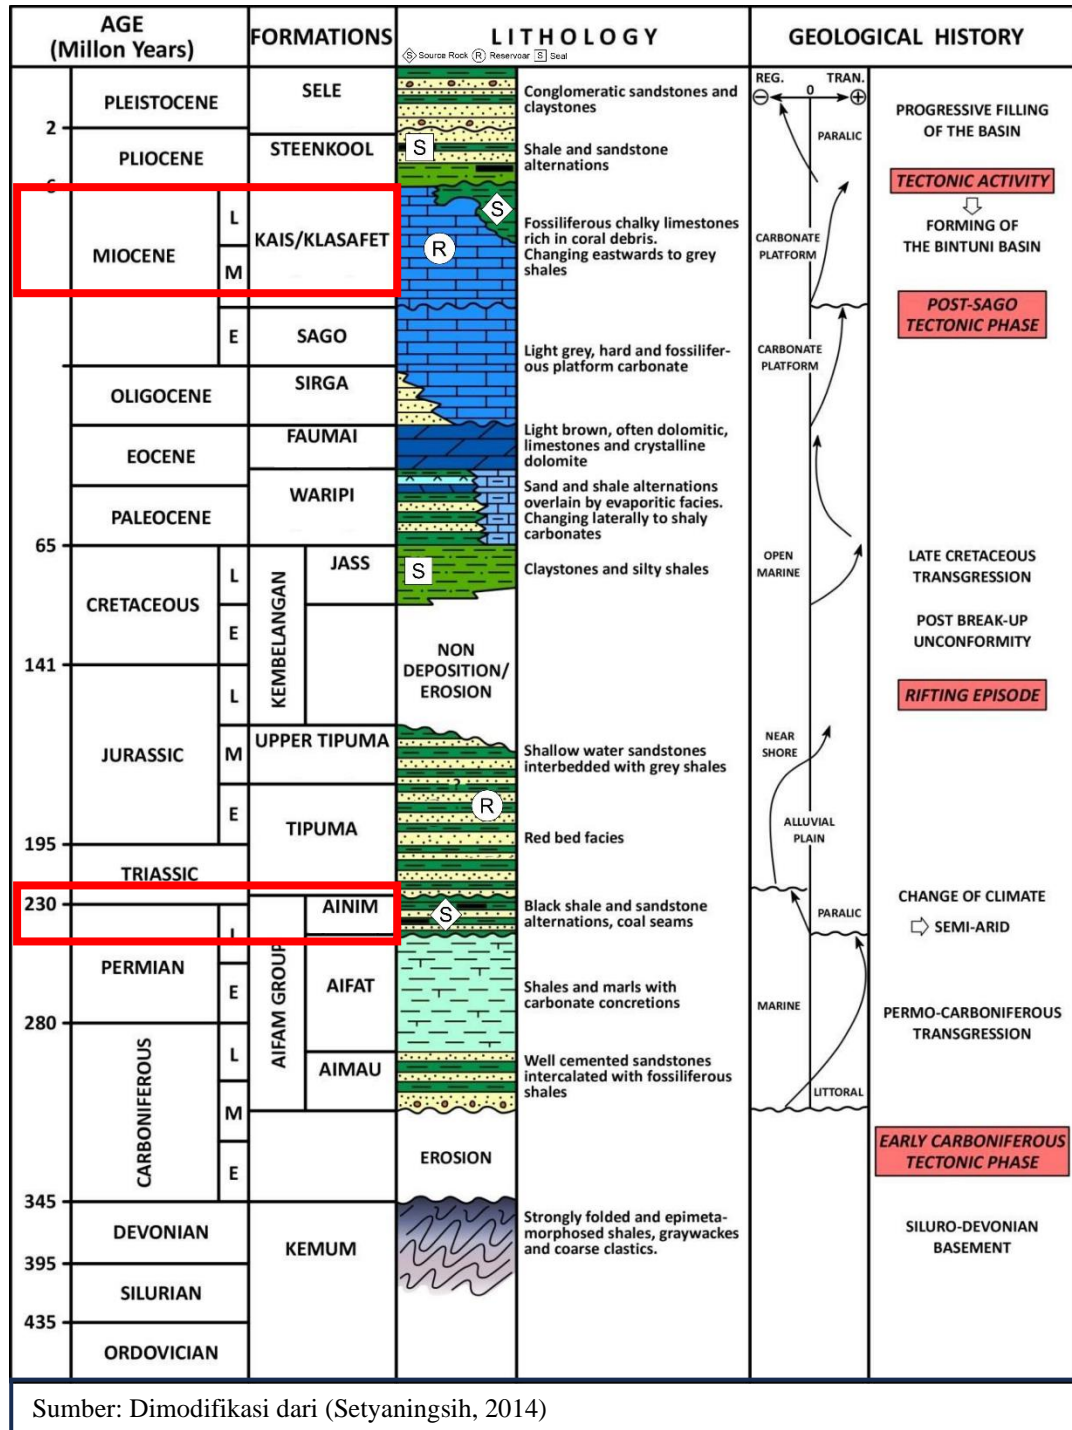 AGE
(Millon Years)
FORMATIONS
LITHOLOGY
S Source Rock R Reservoar S Seal
GEOLOGICAL HISTORY
PLEISTOCENE
SELE
Conglomeratic sandstones and
claystones
REG.
TRAN.
0
PARALIC
PROGRESSIVE FILLING
OF THE BASIN
2
PLIOCENE
STEENKOOL
S
Shale and sandstone
alternations
TECTONIC ACTIVITY
FORMING OF
THE BINTUNI BASIN
MIOCENE
L
M
KAIS/KLASAFET
S
R
Fossiliferous chalky limestones
rich in coral debris.
Changing eastwards to grey
shales
CARBONATE
PLATFORM
POST-SAGO
TECTONIC PHASE
E
SAGO
Light grey, hard and fossilifer-
ous platform carbonate
CARBONATE
PLATFORM
OLIGOCENE
SIRGA
EOCENE
FAUMAI
Light brown, often dolomitic,
limestones and crystalline
dolomite
PALEOCENE
WARIPI
Sand and shale alternations
overlain by evaporitic facies.
Changing laterally to shaly
carbonates
65
CRETACEOUS
L
E
KEMBELANGAN
JASS
S
Claystones and silty shales
OPEN
MARINE
LATE CRETACEOUS
TRANSGRESSION
POST BREAK-UP
UNCONFORMITY
NON
DEPOSITION/
EROSION
141
JURASSIC
L
M
E
RIFTING EPISODE
UPPER TIPUMA
Shallow water sandstones
interbedded with grey shales
NEAR
SHORE
?
R
TIPUMA
Red bed facies
ALLUVIAL
PLAIN
195
TRIASSIC
230
AIFAM GROUP
AINIM
S
Black shale and sandstone
alternations, coal seams
PARALIC
CHANGE OF CLIMATE
SEMI-ARID
PERMIAN
L
E
AIFAT
Shales and marls with
carbonate concretions
MARINE
PERMO-CARBONIFEROUS
TRANSGRESSION
280
CARBONIFEROUS
L
M
E
AIMAU
Well cemented sandstones
intercalated with fossiliferous
shales
LITTORAL
EROSION
EARLY CARBONIFEROUS
TECTONIC PHASE
345
DEVONIAN
KEMUM
Strongly folded and epimeta-
morphosed shales, graywackes
and coarse clastics.
SILURO-DEVONIAN
BASEMENT
395
SILURIAN
435
ORDOVICIAN
Sumber: Dimodifikasi dari (Setyaningsih, 2014)